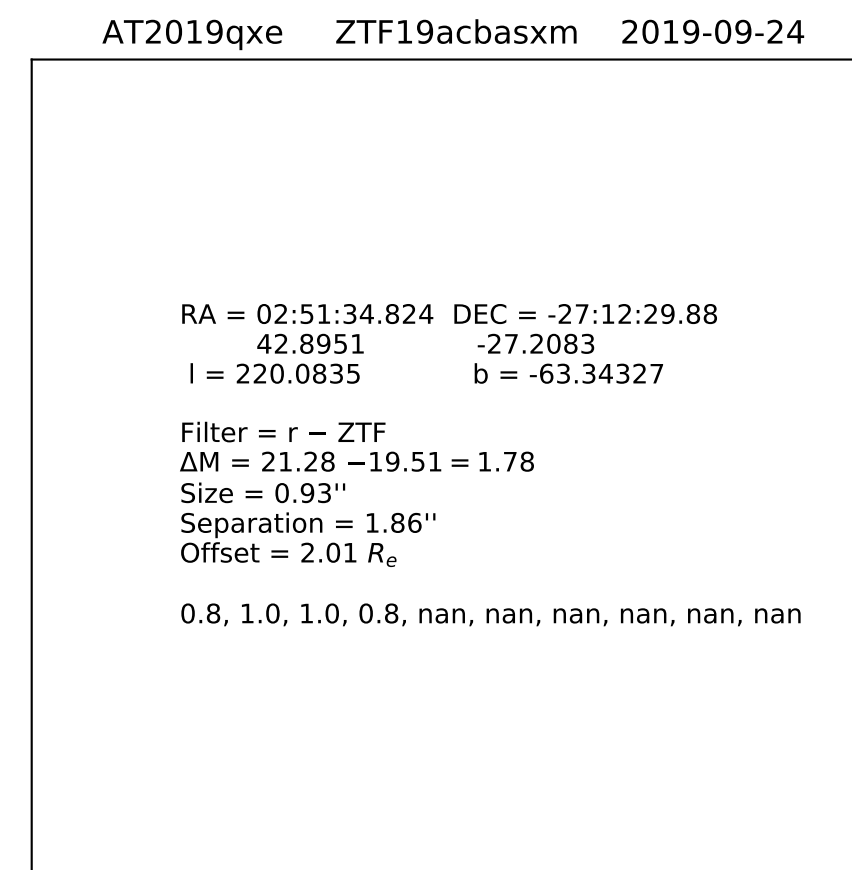 AT2019qxe ZTF19acbasxm 2019-09-24
RA = 02:51:34.824 DEC = -27:12:29.88
42.8951 -27.2083
l = 220.0835 b = -63.34327
Filter = r − ZTF
ΔM = 21.28 −19.51 = 1.78
Size = 0.93''
Separation = 1.86''
Offset = 2.01 Rₑ
0.8, 1.0, 1.0, 0.8, nan, nan, nan, nan, nan, nan